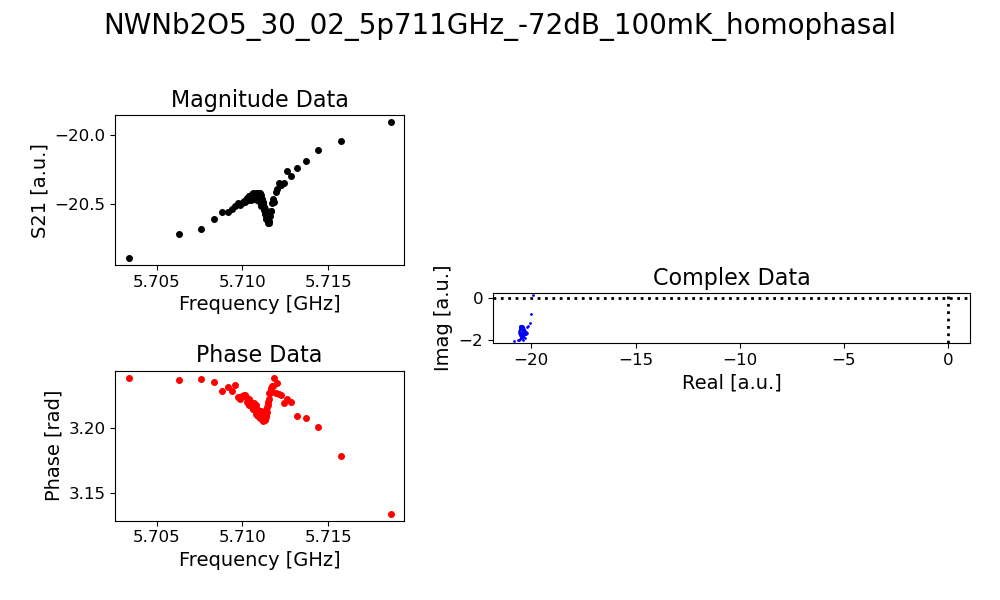 NWNb2O5_30_02_5p711GHz_-72dB_100mK_homophasal
Magnitude Data
S21 [a.u.]
−20.0
−20.5
5.705 5.710 5.715
Frequency [GHz]
Phase Data
Phase [rad]
3.20
3.15
5.705 5.710 5.715
Frequency [GHz]
Complex Data
Imag [a.u.]
0
−2
−20 −15 −10 −5 0
Real [a.u.]